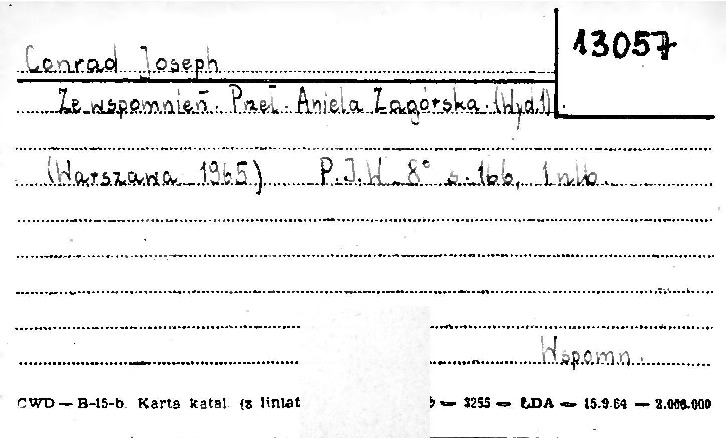 13057
Conrad Joseph
Ze wspomnień. Przeł. Aniela Zagórska. (Wyd. 1).
(Warszawa 1965) P.I.W. 8° s. 166, 1 nlb.
Wspomn.
CWD — B-15-b. Karta katal. (z liniat — 3255 — ŁDA — 15.9.64 — 2.000.000